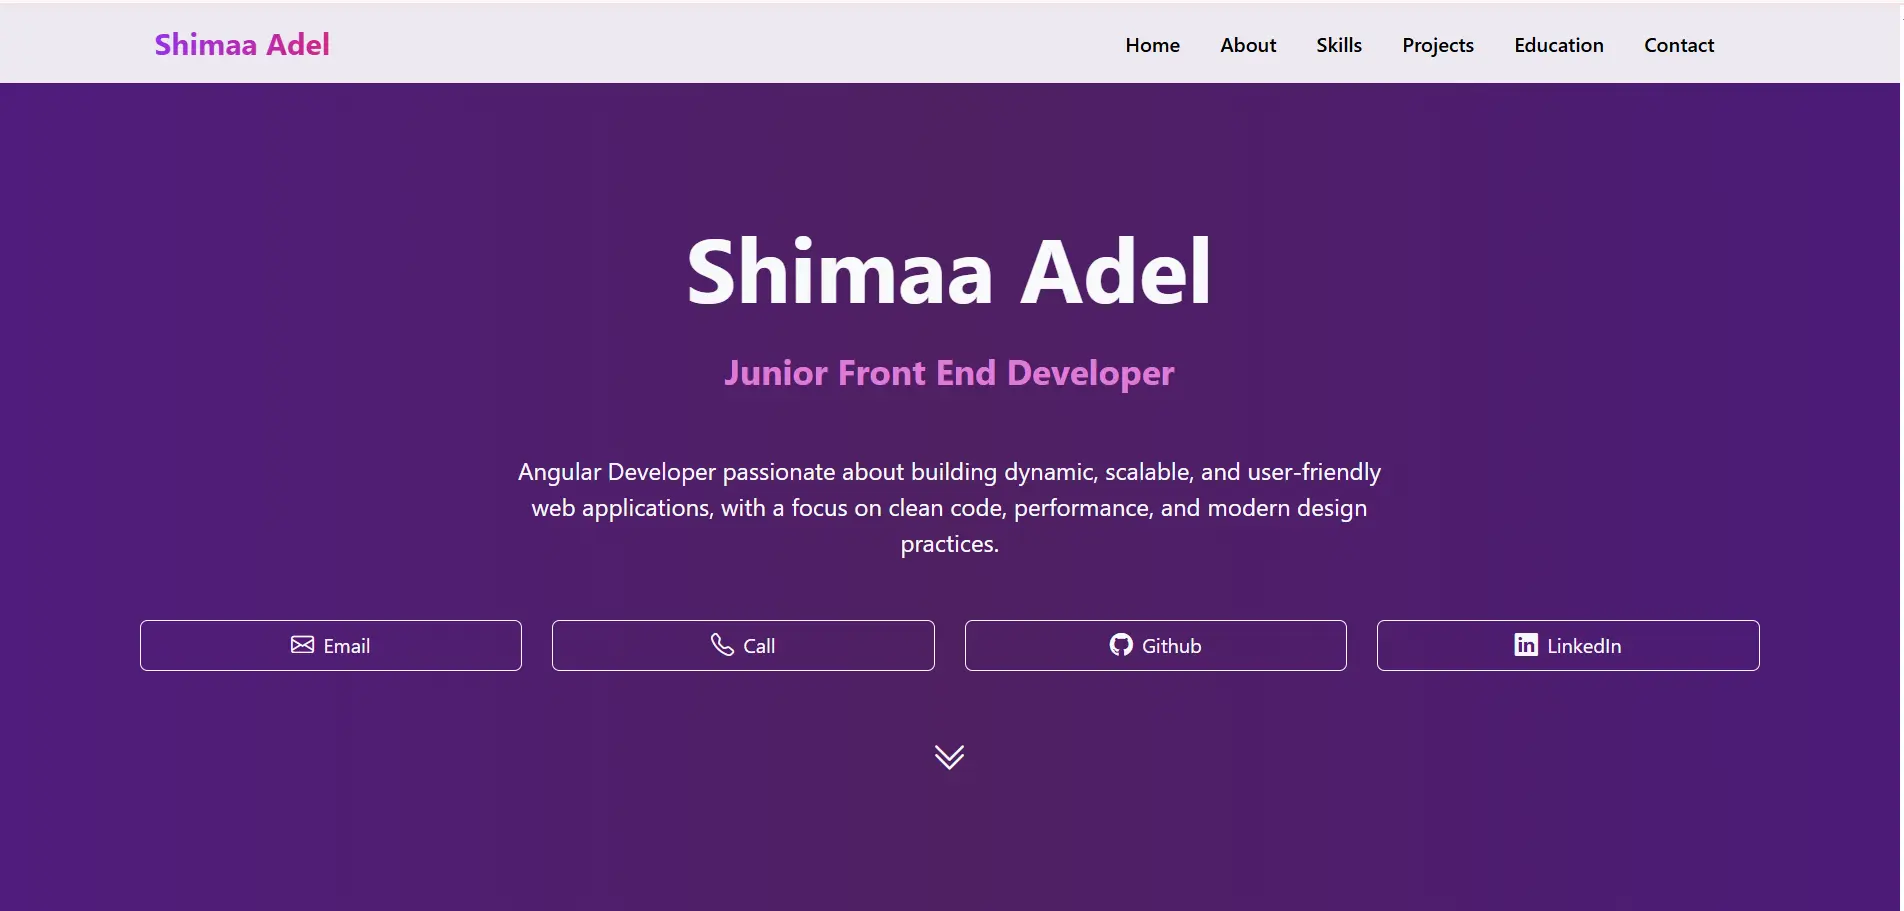 Shimaa Adel
Home About Skills Projects Education Contact
Shimaa Adel
Junior Front End Developer
Angular Developer passionate about building dynamic, scalable, and user-friendly
web applications, with a focus on clean code, performance, and modern design
practices.
Email Call Github LinkedIn